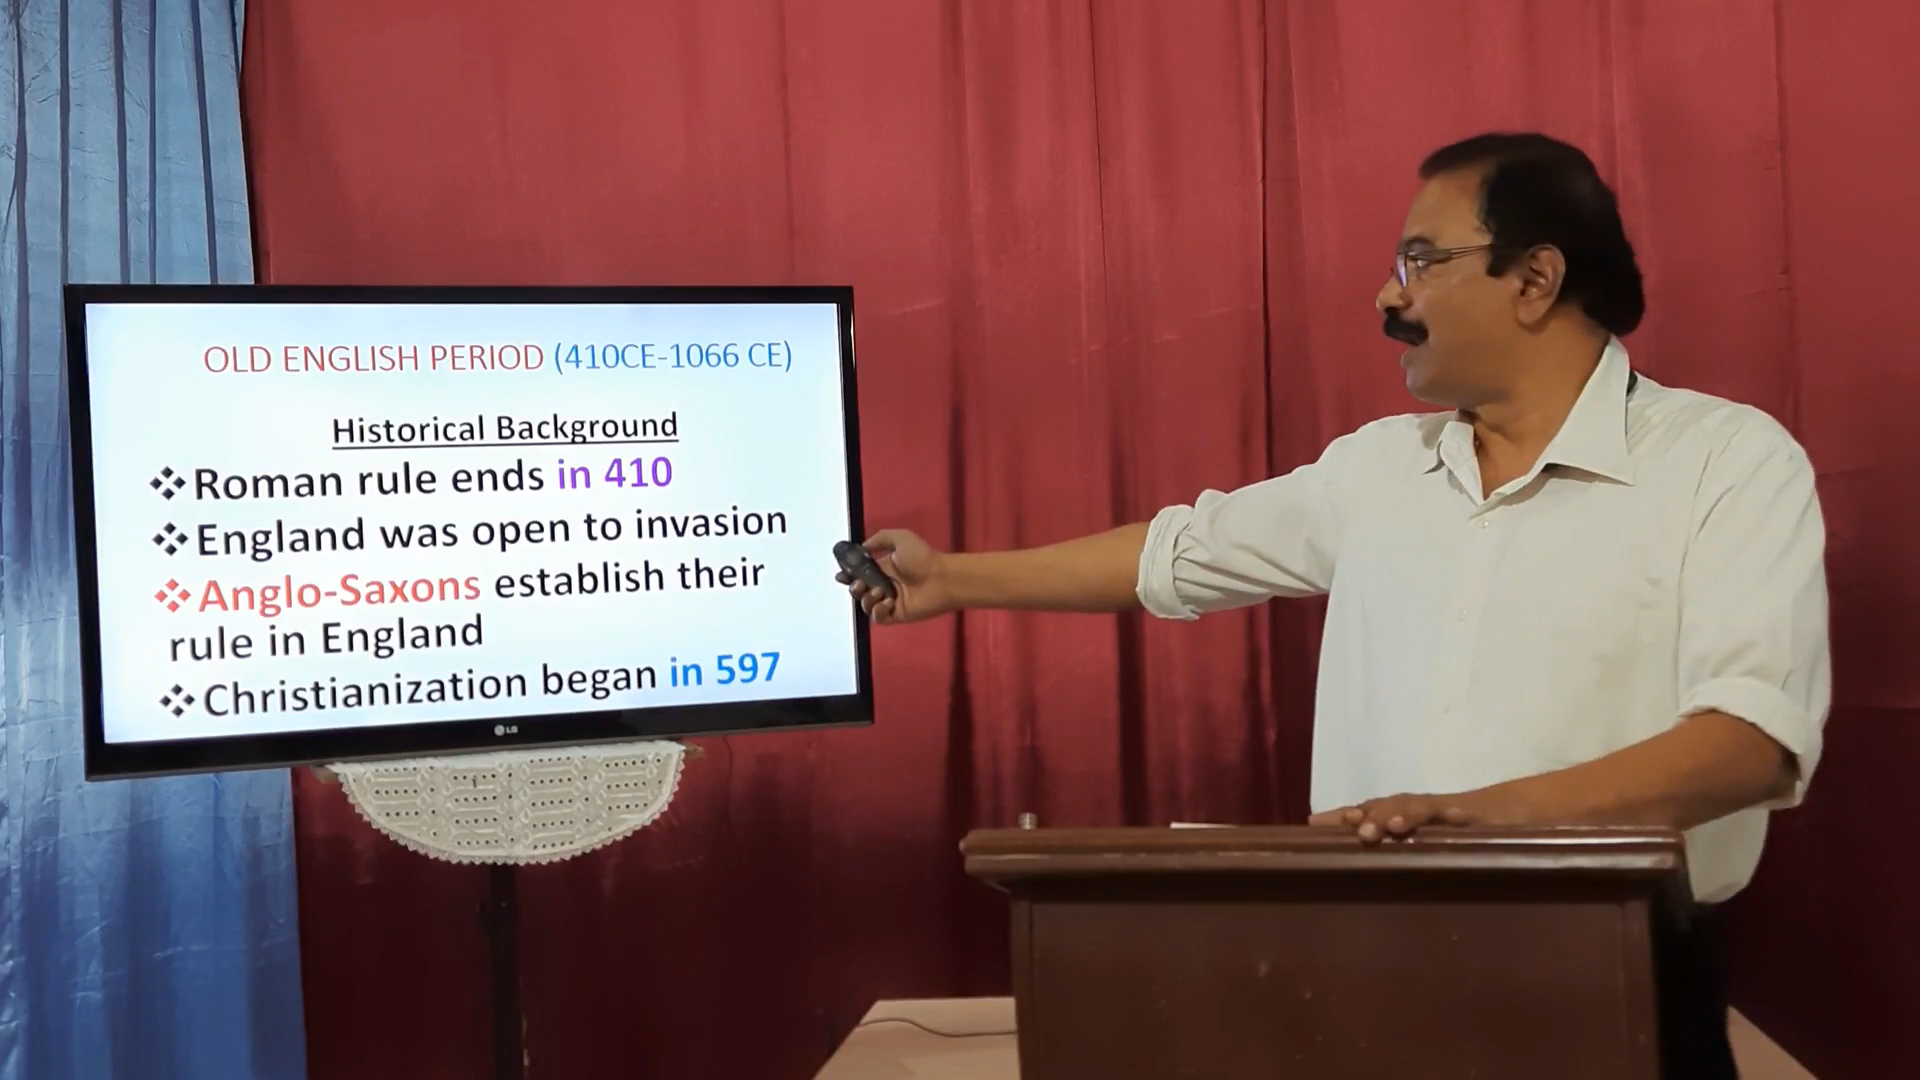 OLD ENGLISH PERIOD (410CE-1066 CE)
Historical Background
❖Roman rule ends in 410
❖England was open to invasion
❖Anglo-Saxons establish their
rule in England
❖Christianization began in 597
LG